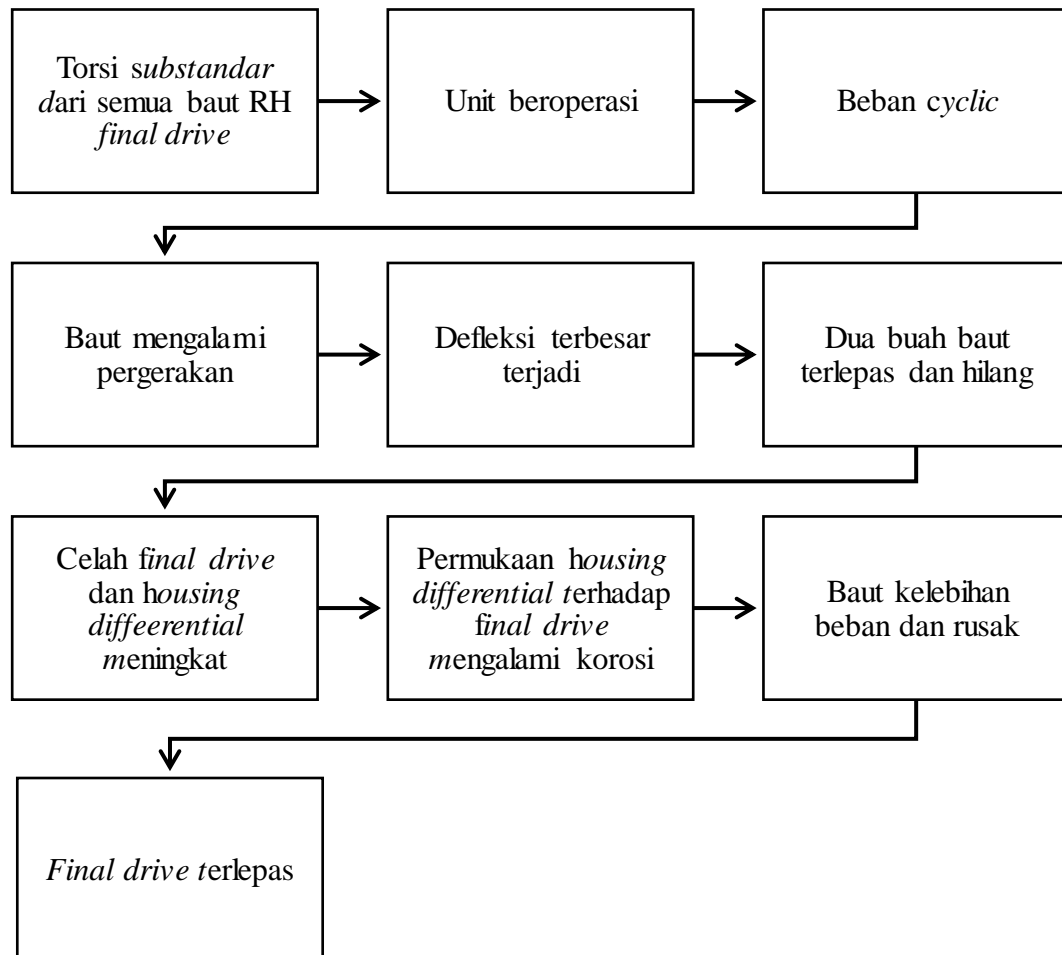 Torsi substandar
dari semua baut RH
final drive
Unit beroperasi
Beban cyclic
Baut mengalami
pergerakan
Defleksi terbesar
terjadi
Dua buah baut
terlepas dan hilang
Celah final drive
dan housing
diffeerential
meningkat
Permukaan housing
differential terhadap
final drive
mengalami korosi
Baut kelebihan
beban dan rusak
Final drive terlepas